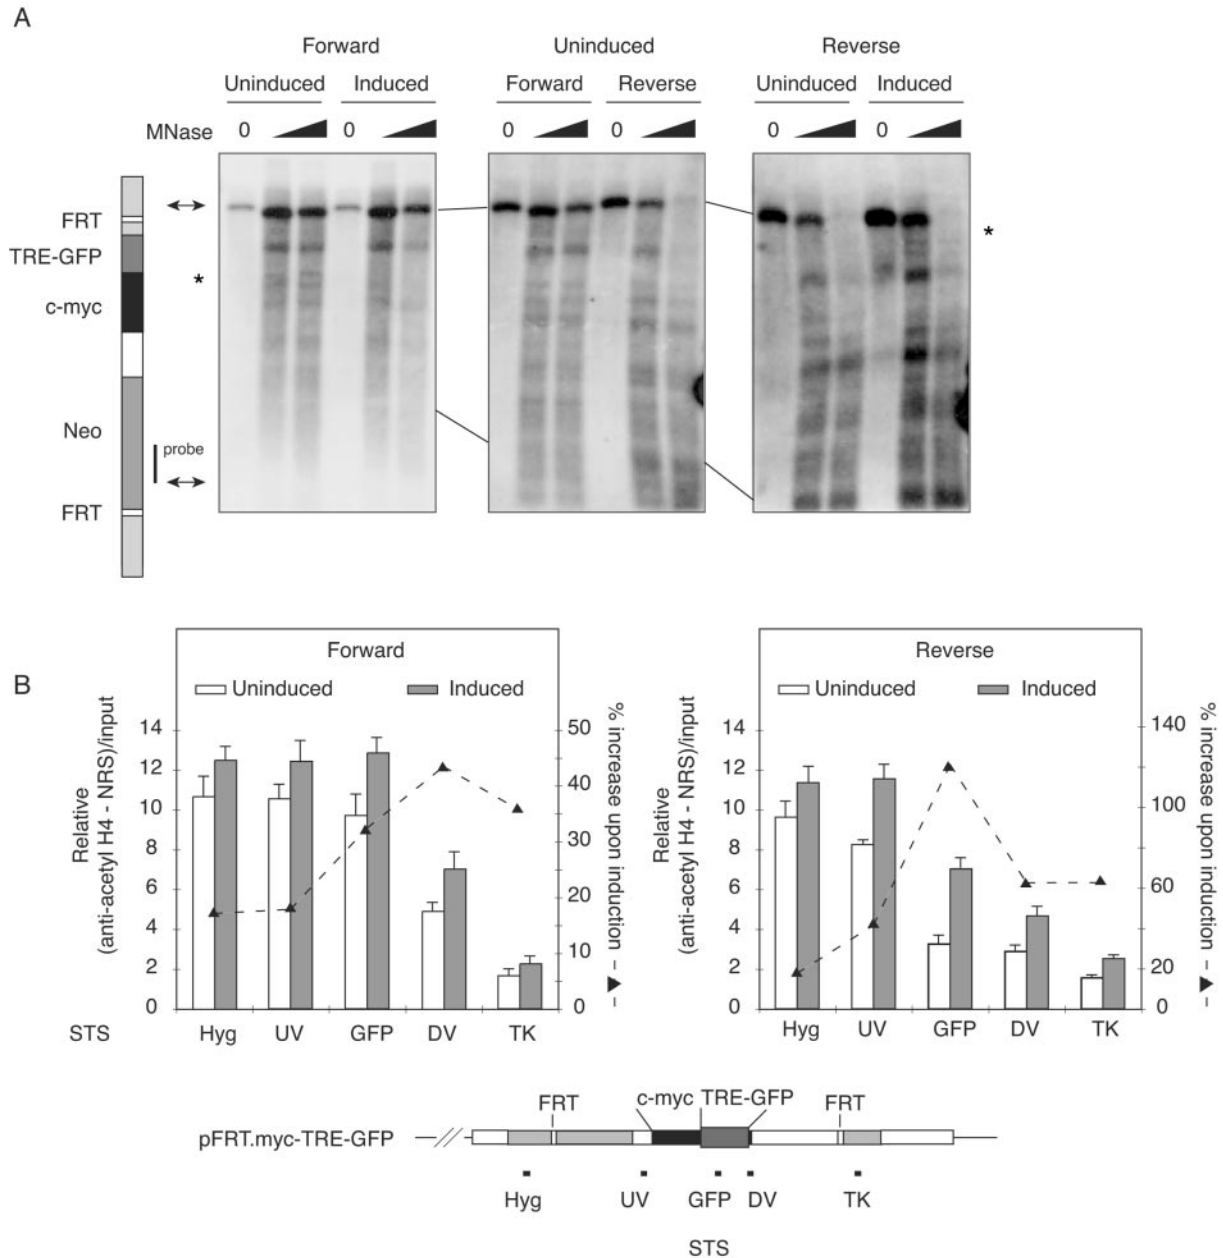 A
Forward Uninduced Reverse
Uninduced Induced Forward Reverse Uninduced Induced
MNase 0 0 0 0 0 0
FRT
TRE-GFP
*
*
c-myc
Neo
probe
FRT
B
Forward
Uninduced Induced
Relative
(anti-acetyl H4 - NRS)/input
14
12
10
8
6
4
2
0
50
40
30
20
10
0
% increase upon induction
STS Hyg UV GFP DV TK
Reverse
Uninduced Induced
Relative
(anti-acetyl H4 - NRS)/input
14
12
10
8
6
4
2
0
140
100
60
20
0
% increase upon induction
Hyg UV GFP DV TK
c-myc TRE-GFP
FRT FRT
pFRT.myc-TRE-GFP
Hyg UV GFP DV TK
STS